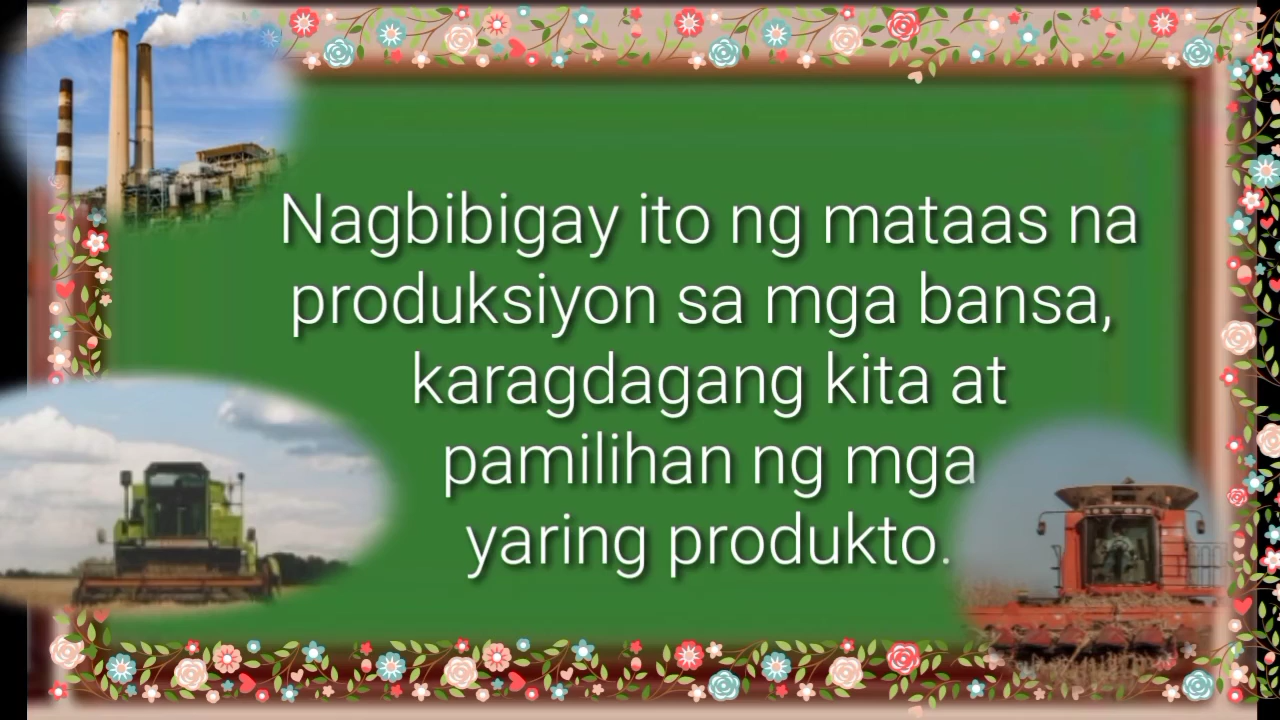 Nagbibigay ito ng mataas na
produksiyon sa mga bansa,
karagdagang kita at
pamilihan ng mga
yaring produkto.